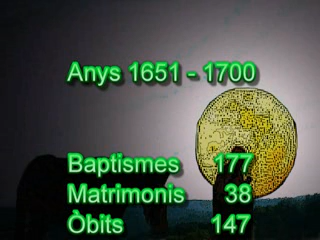 Anys 1651 - 1700
Baptismes 177
Matrimonis 38
Òbits 147